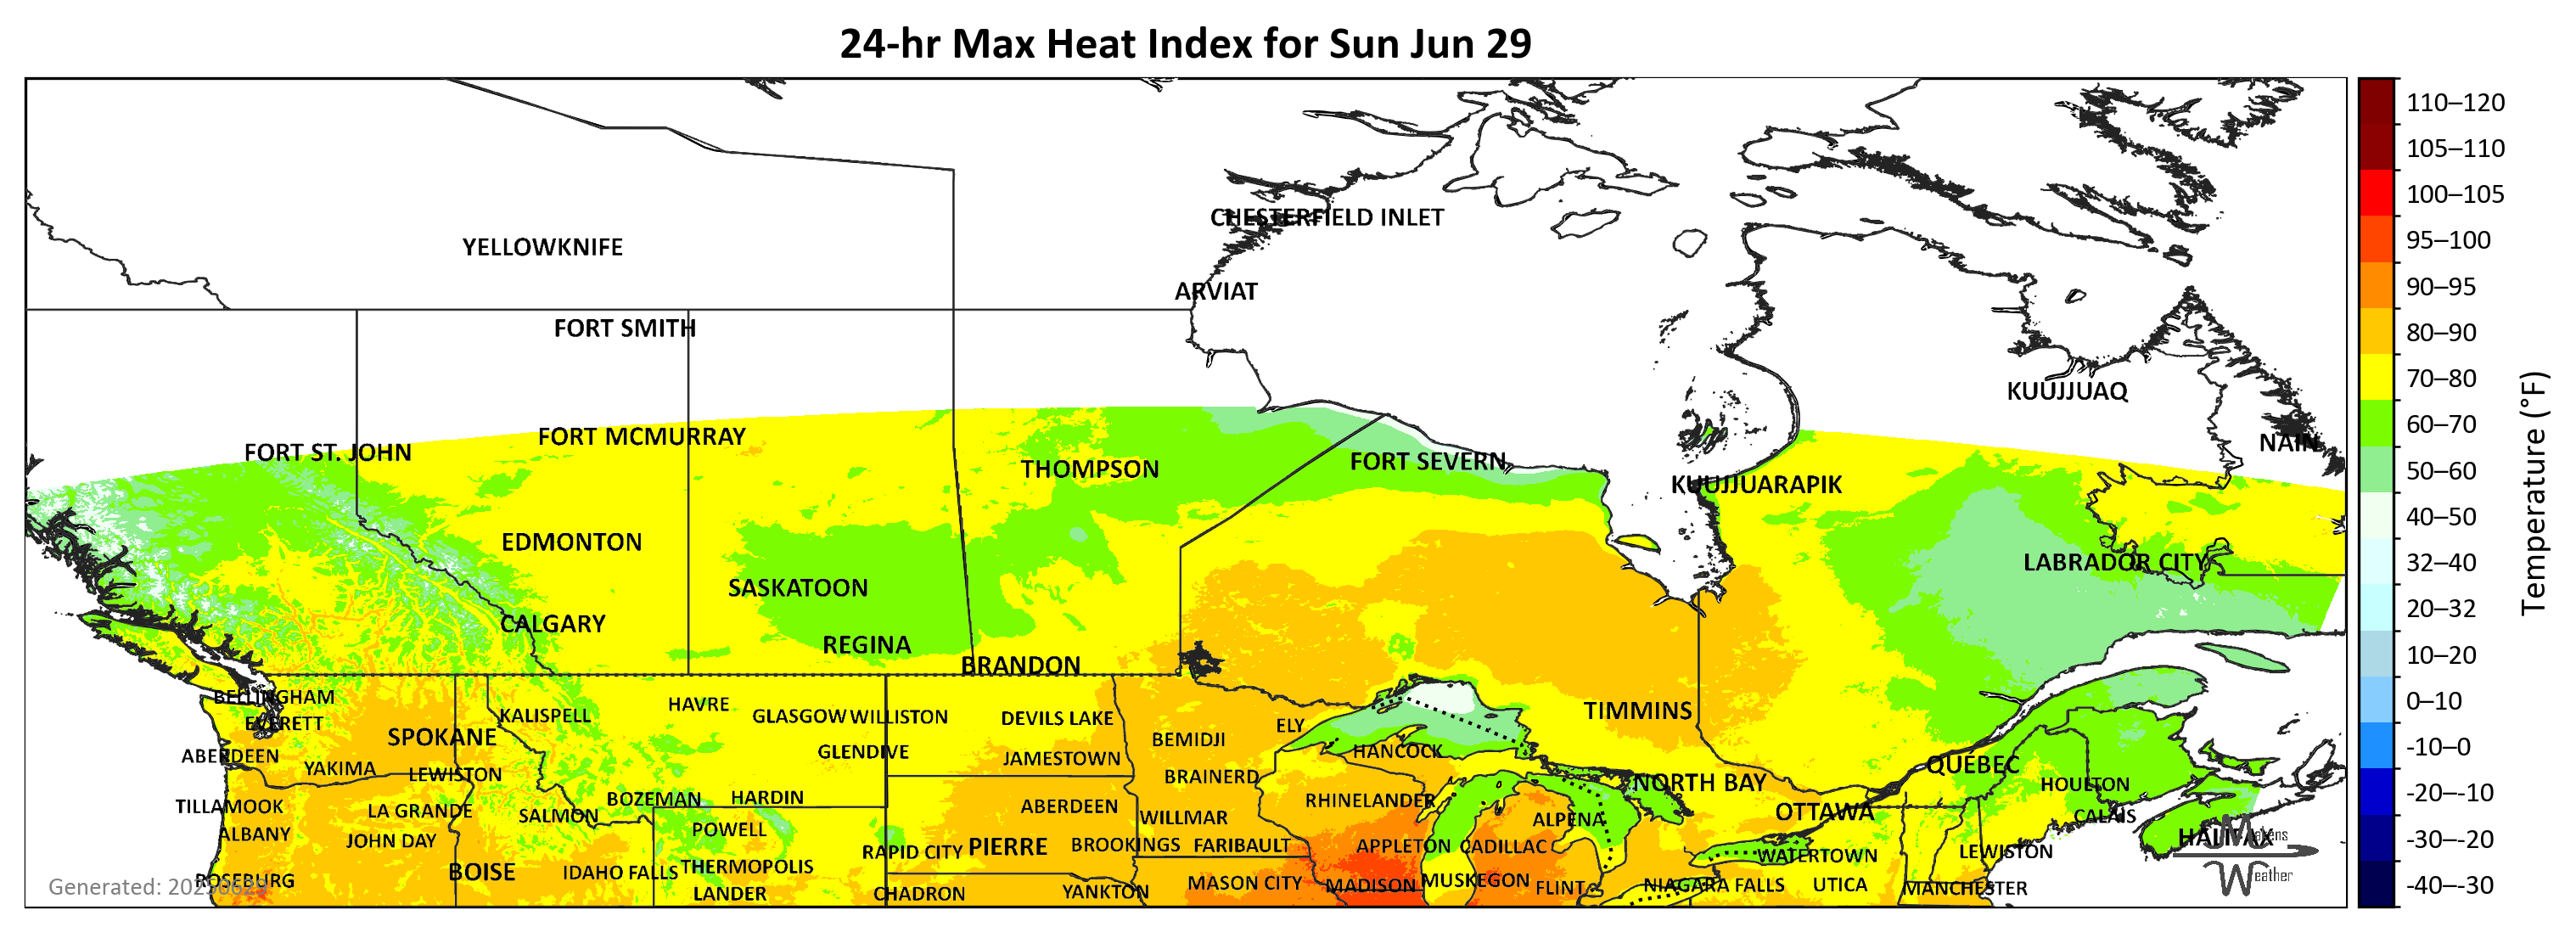 24-hr Max Heat Index for Sun Jun 29
CHESTERFIELD INLET
YELLOWKNIFE
ARVIAT
FORT SMITH
KUUJJUAQ
FORT MCMURRAY
NAIN
FORT ST. JOHN
FORT SEVERN
THOMPSON
KUUJJUARAPIK
EDMONTON
LABRADOR CITY
SASKATOON
CALGARY
REGINA
BRANDON
BELLINGHAM
HAVRE
TIMMINS
KALISPELL
GLASGOW
WILLISTON
DEVILS LAKE
EVERETT
ELY
SPOKANE
BEMIDJI
GLENDIVE
HANCOCK
ABERDEEN
JAMESTOWN
QUEBEC
YAKIMA
LEWISTON
BRAINERD
NORTH BAY
HOULTON
BOZEMAN
HARDIN
RHINELANDER
TILLAMOOK
LA GRANDE
ABERDEEN
OTTAWA
SALMON
WILLMAR
ALPENA
CALAIS
ALBANY
POWELL
HALIFAX
JOHN DAY
RAPID CITY
PIERRE
BROOKINGS
FARIBAULT
APPLETON
CADILLAC
WATERTOWN
LEWISTON
BOISE
IDAHO FALLS
THERMOPOLIS
ROSEBURG
MASON CITY
MADISON
MUSKEGON
FLINT
NIAGARA FALLS
UTICA
MANCHESTER
LANDER
CHADRON
YANKTON
Weather
110–120
105–110
100–105
95–100
90–95
80–90
70–80
60–70
50–60
40–50
32–40
20–32
10–20
0–10
-10–0
-20–-10
-30–-20
-40–-30
Temperature (°F)